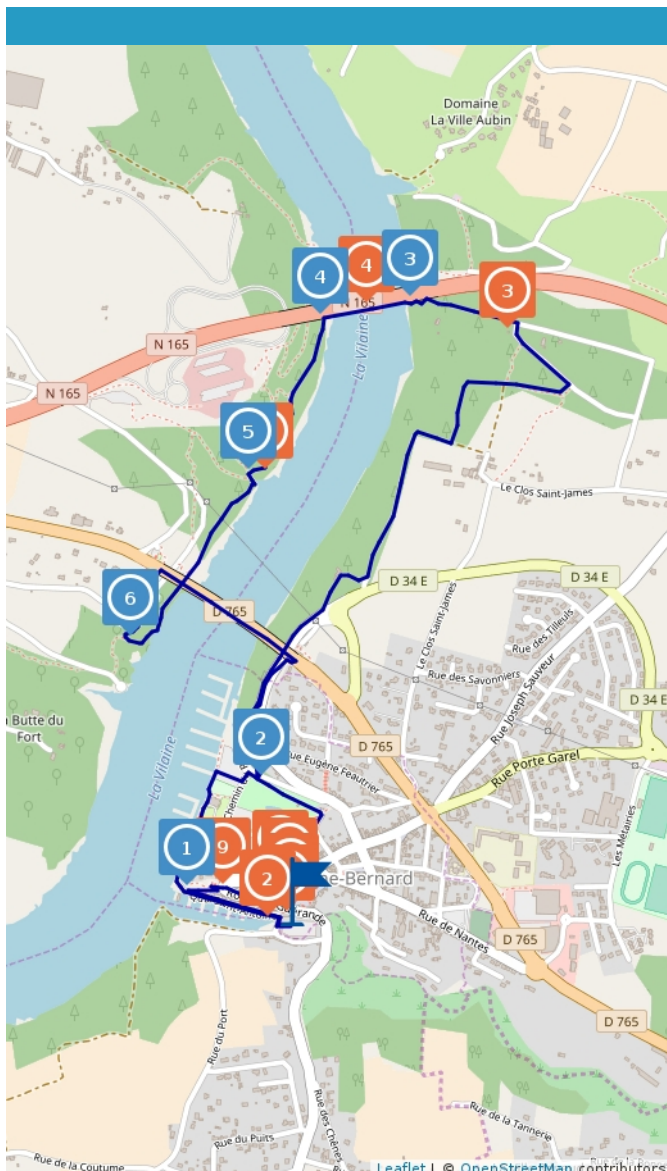 Domaine
La Ville Aubin
3
4
4
3
N 165
La Vilaine
N 165
N 165
5
Le Clos Saint-James
D 34 E
D 34 E
6
D 765
Rue des Tilleuls
Le Clos Saint-James
Rue des Savonniers
Rue Joseph Sauveur
D 34 E
Butte du
Fort
La Vilaine
2
D 765
Rue Eugène Feautrier
Rue Porte Garel
Chemin
Les Métairies
1
9
2
ne-Bernard
Rue de Nantes
D 765
D 765
Rue du Port
Rue des Chênes
Rue de la Tannerie
Rue du Puits
Rue de la Coutume
Leaflet | © OpenStreetMap contributors